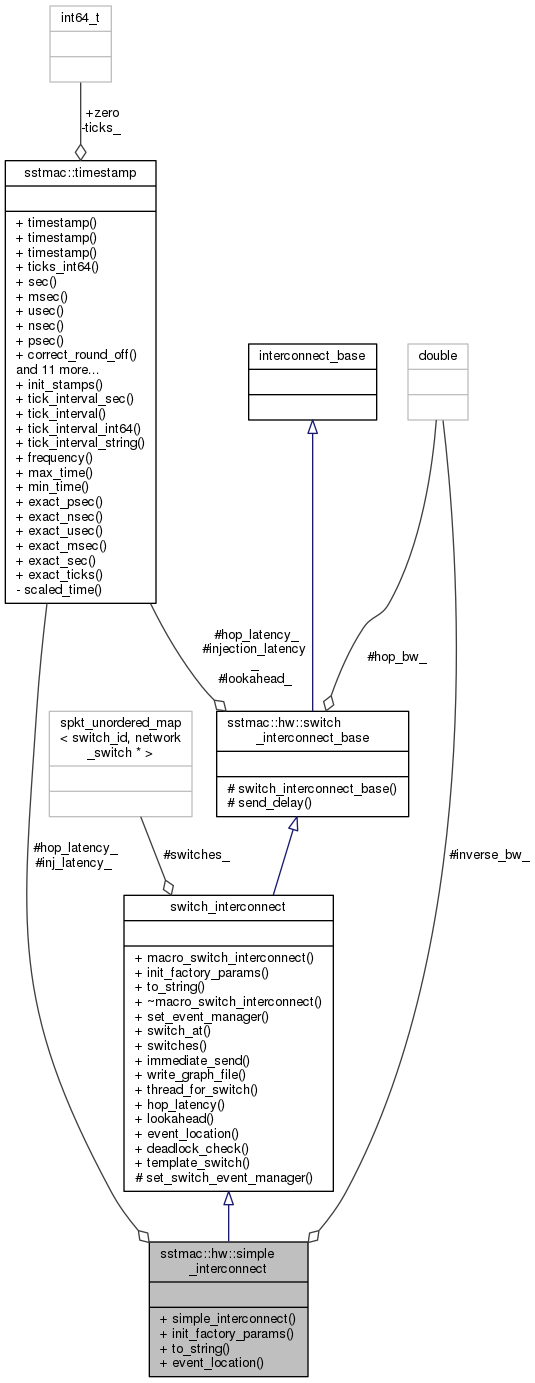 int64_t
+zero
-ticks_
sstmac::timestamp
+ timestamp()
+ timestamp()
+ timestamp()
+ ticks_int64()
+ sec()
+ msec()
+ usec()
+ nsec()
+ psec()
+ correct_round_off()
and 11 more...
+ init_stamps()
+ tick_interval_sec()
+ tick_interval()
+ tick_interval_int64()
+ tick_interval_string()
+ frequency()
+ max_time()
+ min_time()
+ exact_psec()
+ exact_nsec()
+ exact_usec()
+ exact_msec()
+ exact_sec()
+ exact_ticks()
- scaled_time()
interconnect_base
double
#hop_latency_
#injection_latency
_
#lookahead_
#hop_bw_
spkt_unordered_map
< switch_id, network
_switch * >
sstmac::hw::switch
_interconnect_base
# switch_interconnect_base()
# send_delay()
#hop_latency_
#inj_latency_
#switches_
#inverse_bw_
switch_interconnect
+ macro_switch_interconnect()
+ init_factory_params()
+ to_string()
+ ~macro_switch_interconnect()
+ set_event_manager()
+ switch_at()
+ switches()
+ immediate_send()
+ write_graph_file()
+ thread_for_switch()
+ hop_latency()
+ lookahead()
+ event_location()
+ deadlock_check()
+ template_switch()
# set_switch_event_manager()
sstmac::hw::simple
_interconnect
+ simple_interconnect()
+ init_factory_params()
+ to_string()
+ event_location()